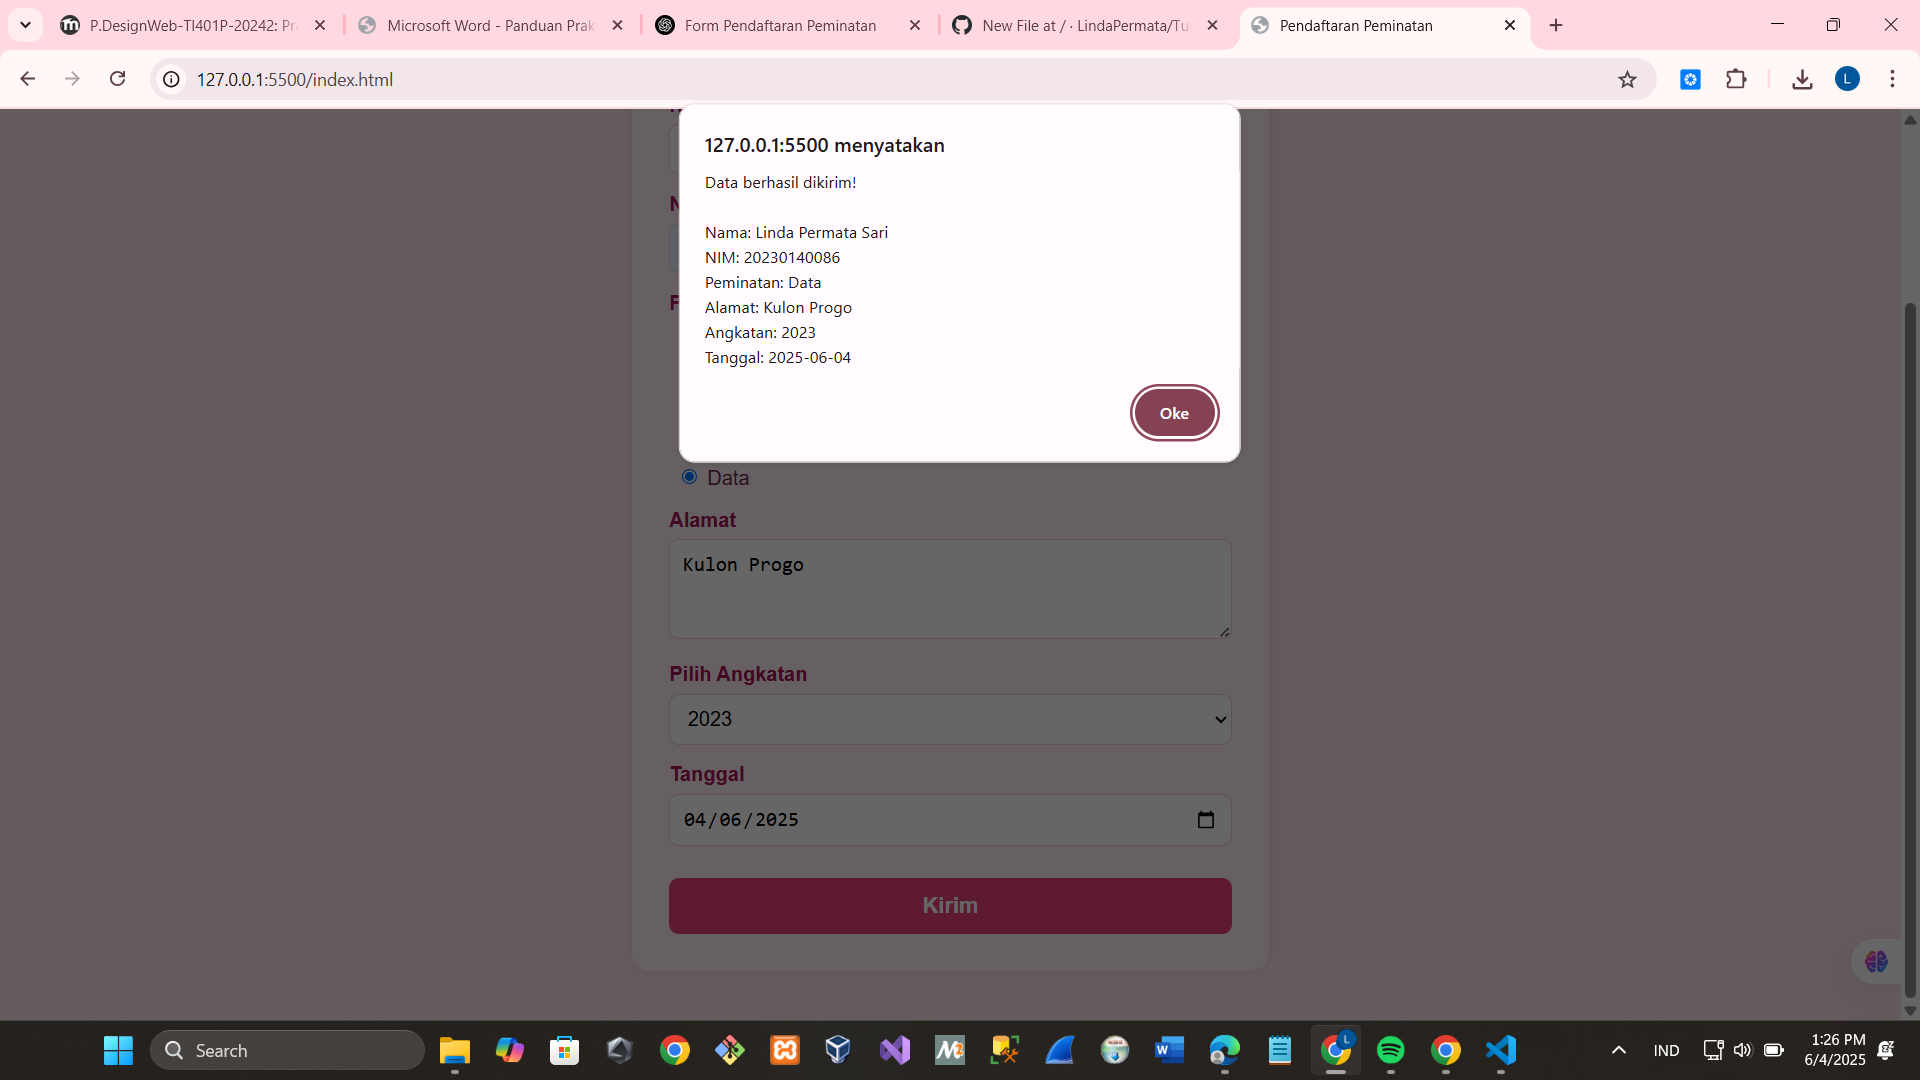 P.DesignWeb-TI401P-20242: Pra
Microsoft Word - Panduan Prak
Form Pendaftaran Peminatan
New File at / · LindaPermata/Tu
Pendaftaran Peminatan
127.0.0.1:5500/index.html
L
127.0.0.1:5500 menyatakan
Data berhasil dikirim!
Nama: Linda Permata Sari
NIM: 20230140086
Peminatan: Data
Alamat: Kulon Progo
Angkatan: 2023
Tanggal: 2025-06-04
Oke
Data
Alamat
Kulon Progo
Pilih Angkatan
2023
Tanggal
04/06/2025
Kirim
Search
IND
1:26 PM
6/4/2025